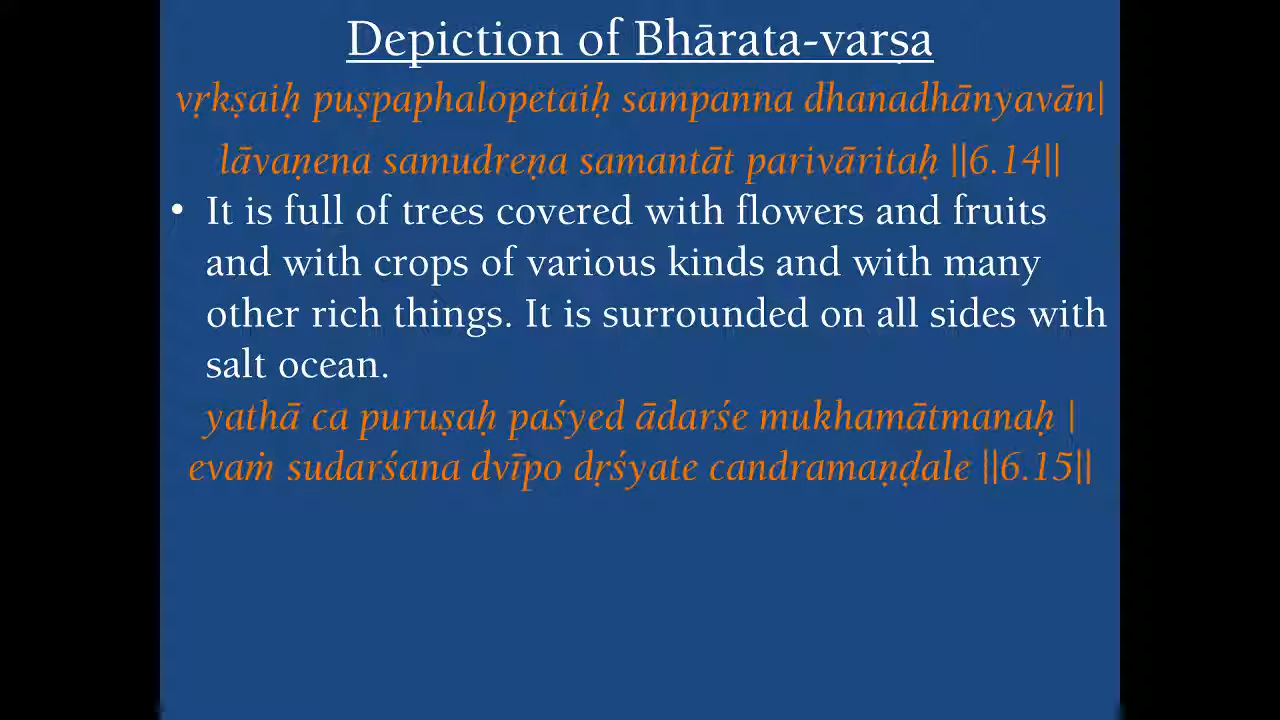 Depiction of Bhārata-varṣa
vṛkṣaiḥ puṣpaphalopetaiḥ sampanna dhanadhānyavān|
lāvaṇena samudreṇa samantāt parivāritaḥ ||6.14||
• It is full of trees covered with flowers and fruits
and with crops of various kinds and with many
other rich things. It is surrounded on all sides with
salt ocean.
yathā ca puruṣaḥ paśyed ādarśe mukhamātmanaḥ |
evaṁ sudarśana dvīpo dṛśyate candramaṇḍale ||6.15||